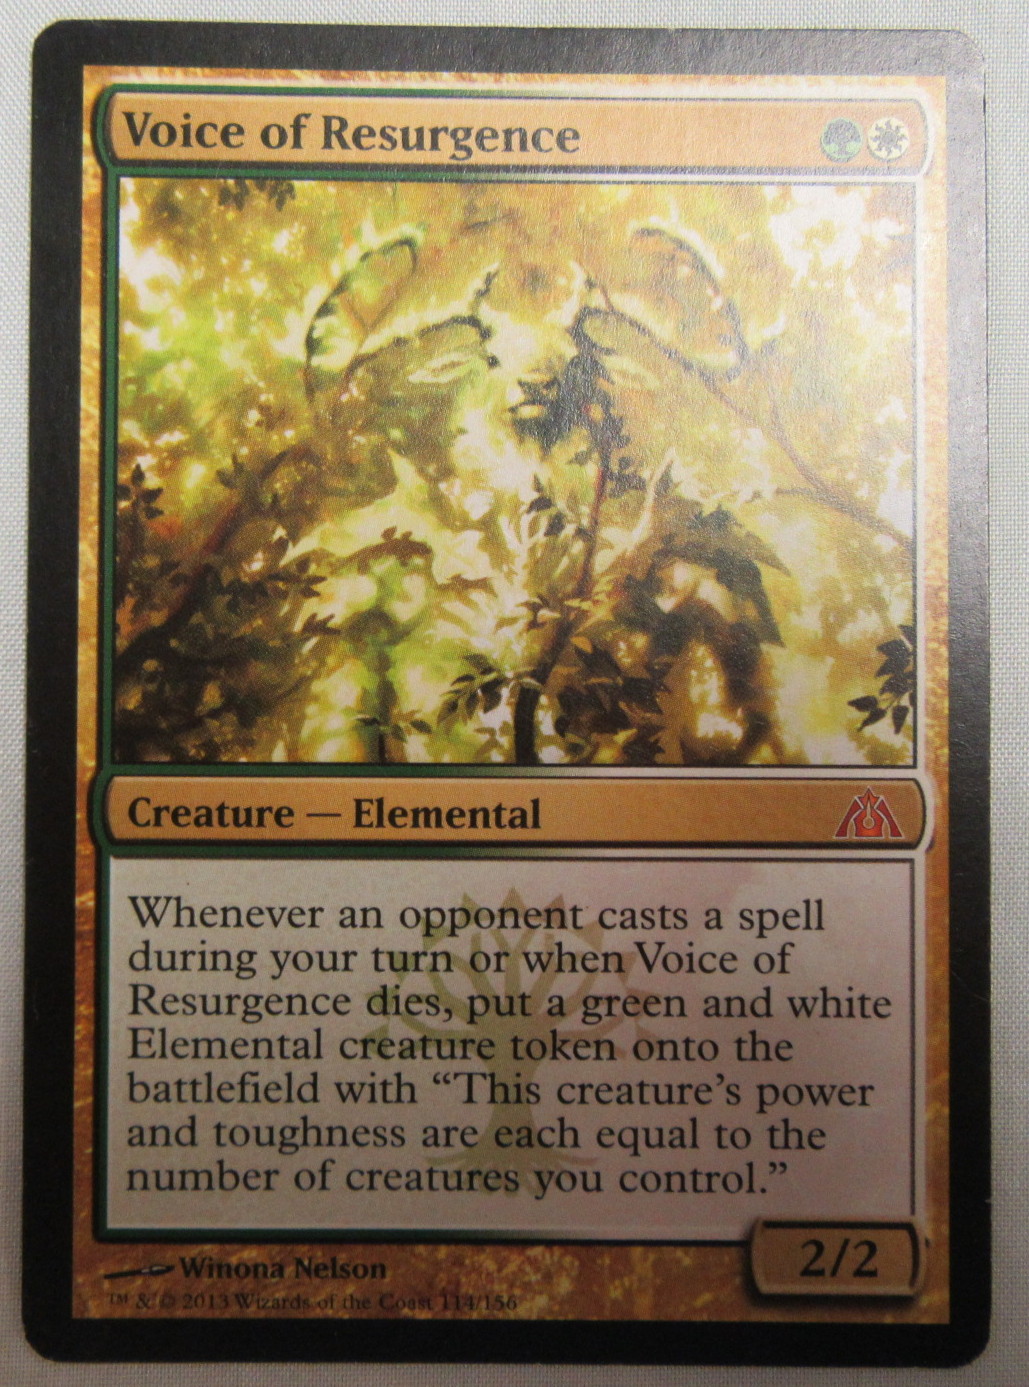 Voice of Resurgence
Creature — Elemental
Whenever an opponent casts a spell
during your turn or when Voice of
Resurgence dies, put a green and white
Elemental creature token onto the
battlefield with “This creature’s power
and toughness are each equal to the
number of creatures you control.”
2/2
Winona Nelson
™ & © 2013 Wizards of the Coast 114/156